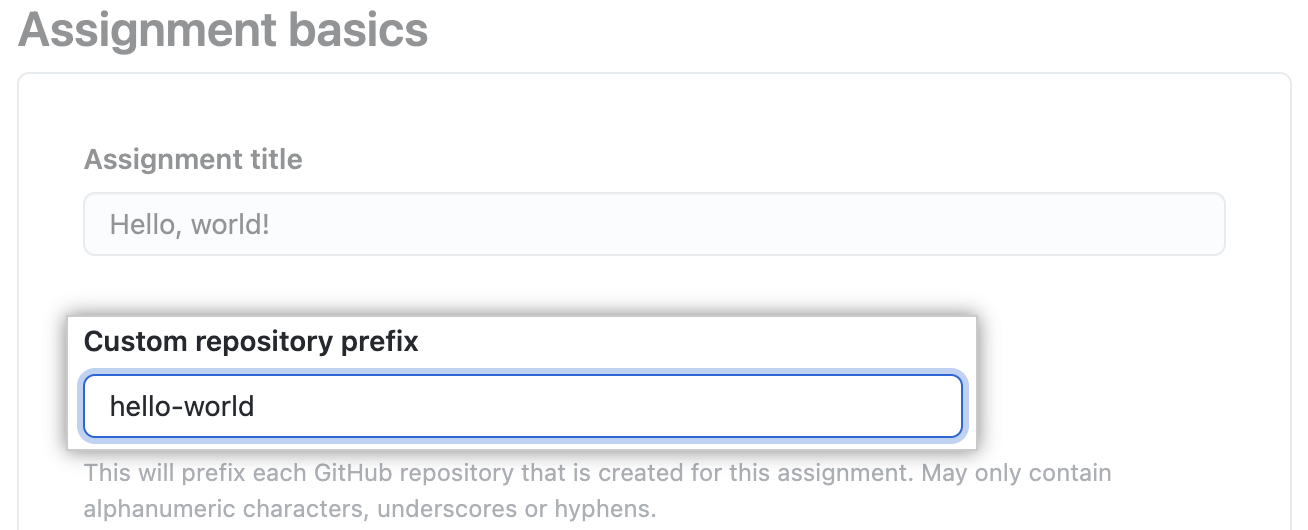 Assignment basics
Assignment title
Hello, world!
Custom repository prefix
hello-world
This will prefix each GitHub repository that is created for this assignment. May only contain
alphanumeric characters, underscores or hyphens.